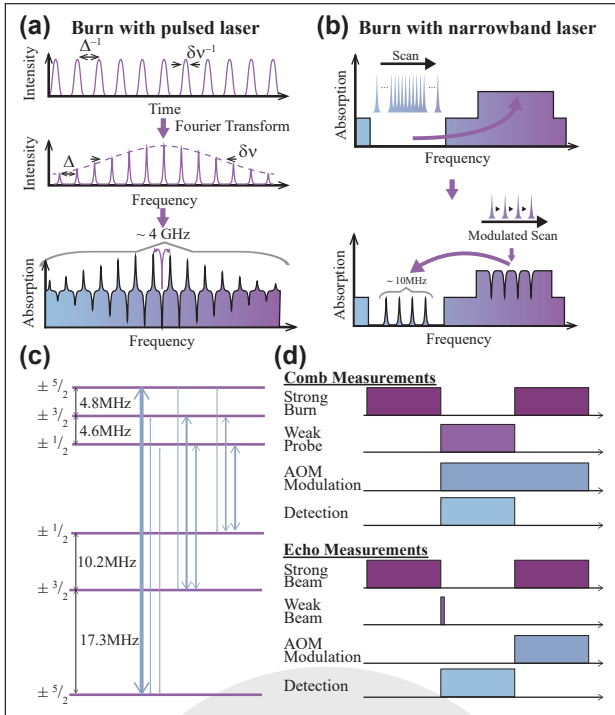 (a) Burn with pulsed laser
Intensity
Δ⁻¹
δν⁻¹
Time
Fourier Transform
Intensity
Δ
δν
Frequency
~ 4 GHz
Absorption
Frequency
(b) Burn with narrowband laser
Scan
... ...
Absorption
Frequency
Modulated Scan
~ 10MHz
Absorption
Frequency
(c)
± ⁵/₂
4.8MHz
± ³/₂
4.6MHz
± ¹/₂
± ¹/₂
10.2MHz
± ³/₂
17.3MHz
± ⁵/₂
(d)
Comb Measurements
Strong
Burn
Weak
Probe
AOM
Modulation
Detection
Echo Measurements
Strong
Beam
Weak
Beam
AOM
Modulation
Detection